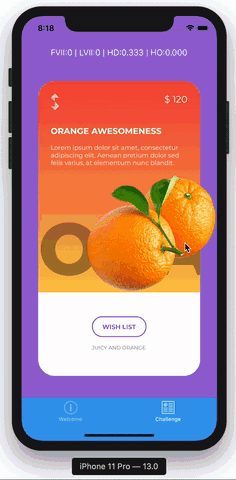 8:18
FVII:0 | LVII:0 | HD:0.333 | HO:0.000
$ 120
ORANGE AWESOMENESS
Lorem ipsum dolor sit amet, consectetur
adipiscing elit. Aenean pretium dolor sed
felis varius, at elementum nunc blandit.
WISH LIST
JUICY AND ORANGE
Welcome
Challenge
iPhone 11 Pro — 13.0